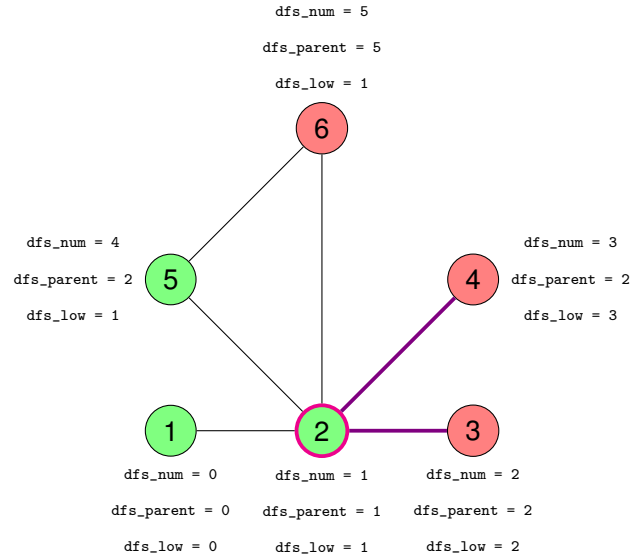 dfs_num = 5
dfs_parent = 5
dfs_low = 1
6
dfs_num = 4
dfs_parent = 2
dfs_low = 1
5
4
dfs_num = 3
dfs_parent = 2
dfs_low = 3
1
dfs_num = 0
dfs_parent = 0
dfs_low = 0
2
dfs_num = 1
dfs_parent = 1
dfs_low = 1
3
dfs_num = 2
dfs_parent = 2
dfs_low = 2